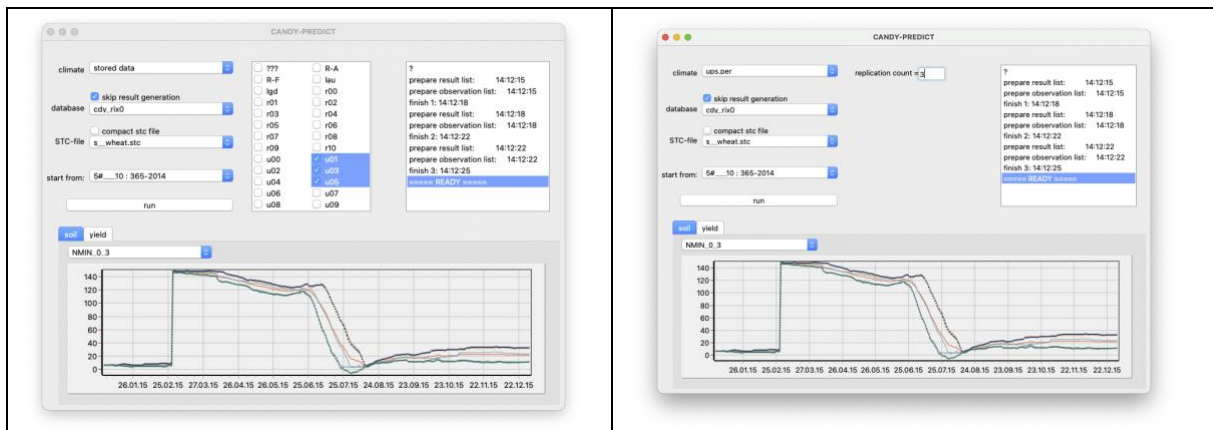 CANDY-PREDICT
climate stored data
skip result generation
database cdy_rix0
compact stc file
STC-file s__wheat.stc
start from: 5#___10 : 365-2014
run
??? R-A
R-F lau
lgd r00
r01 r02
r03 r04
r05 r06
r07 r08
r09 r10
u00 u01
u02 u03
u04 u05
u06 u07
u08 u09
?
prepare result list: 14:12:15
prepare observation list: 14:12:15
finish 1: 14:12:18
prepare result list: 14:12:18
prepare observation list: 14:12:18
finish 2: 14:12:22
prepare result list: 14:12:22
prepare observation list: 14:12:22
finish 3: 14:12:25
===== READY =====
soil yield
NMIN_0_3
140
120
100
80
60
40
20
0
26.01.15 25.02.15 27.03.15 26.04.15 26.05.15 25.06.15 25.07.15 24.08.15 23.09.15 23.10.15 22.11.15 22.12.15
CANDY-PREDICT
climate ups.per
replication count = 3
skip result generation
database cdy_rix0
compact stc file
STC-file s__wheat.stc
start from: 5#___10 : 365-2014
run
?
prepare result list: 14:12:15
prepare observation list: 14:12:15
finish 1: 14:12:18
prepare result list: 14:12:18
prepare observation list: 14:12:18
finish 2: 14:12:22
prepare result list: 14:12:22
prepare observation list: 14:12:22
finish 3: 14:12:25
===== READY =====
soil yield
NMIN_0_3
140
120
100
80
60
40
20
0
26.01.15 25.02.15 27.03.15 26.04.15 26.05.15 25.06.15 25.07.15 24.08.15 23.09.15 23.10.15 22.11.15 22.12.15